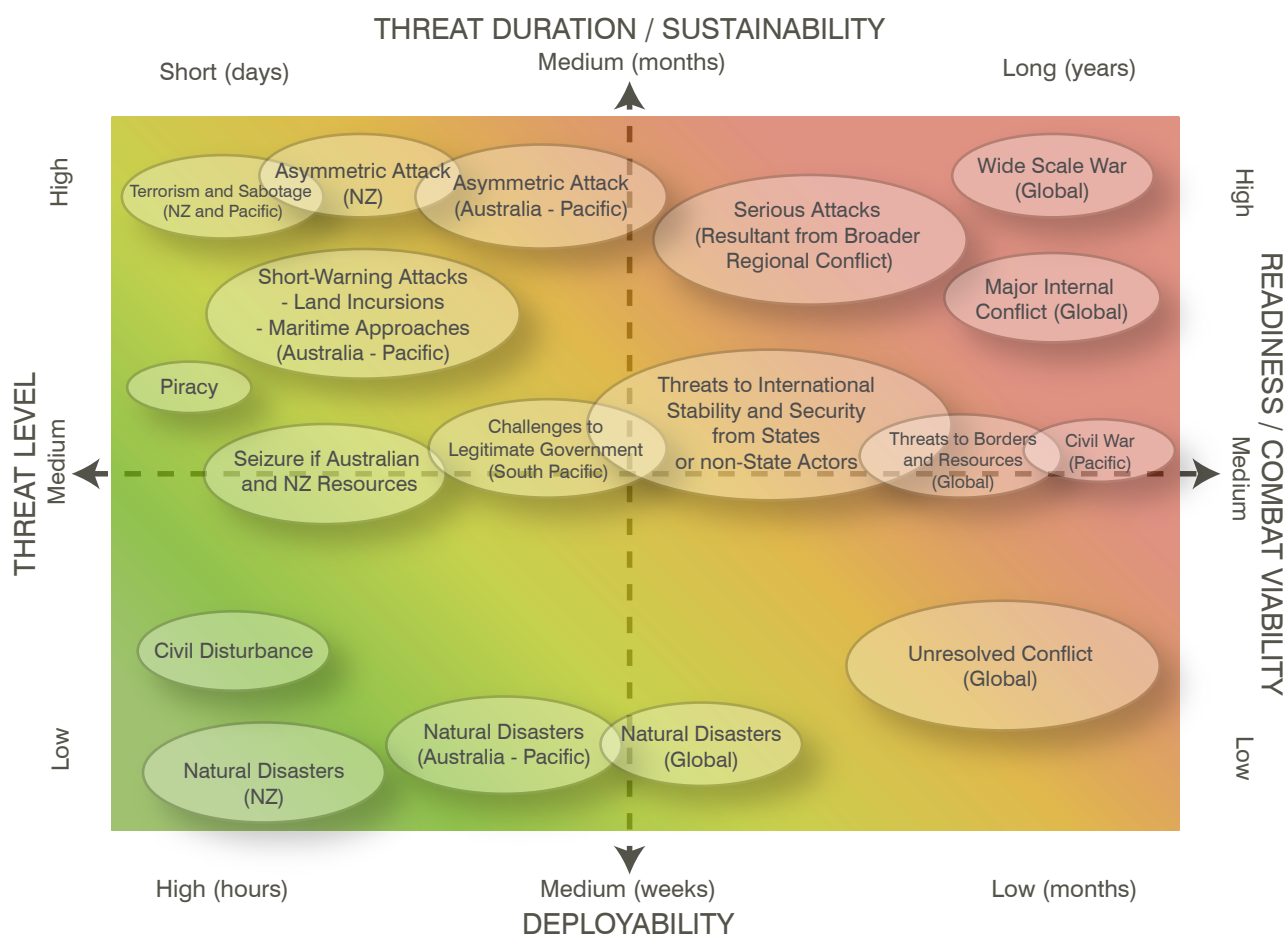 THREAT DURATION / SUSTAINABILITY
Short (days)
Medium (months)
Long (years)
High
High
Terrorism and Sabotage
(NZ and Pacific)
Asymmetric Attack
(NZ)
Asymmetric Attack
(Australia - Pacific)
Serious Attacks
(Resultant from Broader
Regional Conflict)
Wide Scale War
(Global)
Short-Warning Attacks
- Land Incursions
- Maritime Approaches
(Australia - Pacific)
Major Internal
Conflict (Global)
Piracy
THREAT LEVEL
Medium
Seizure if Australian
and NZ Resources
Challenges to
Legitimate Government
(South Pacific)
Threats to International
Stability and Security
from States
or non-State Actors
Threats to Borders
and Resources
(Global)
Civil War
(Pacific)
Medium
READINESS / COMBAT VIABILITY
Civil Disturbance
Unresolved Conflict
(Global)
Low
Low
Natural Disasters
(NZ)
Natural Disasters
(Australia - Pacific)
Natural Disasters
(Global)
High (hours)
Medium (weeks)
Low (months)
DEPLOYABILITY